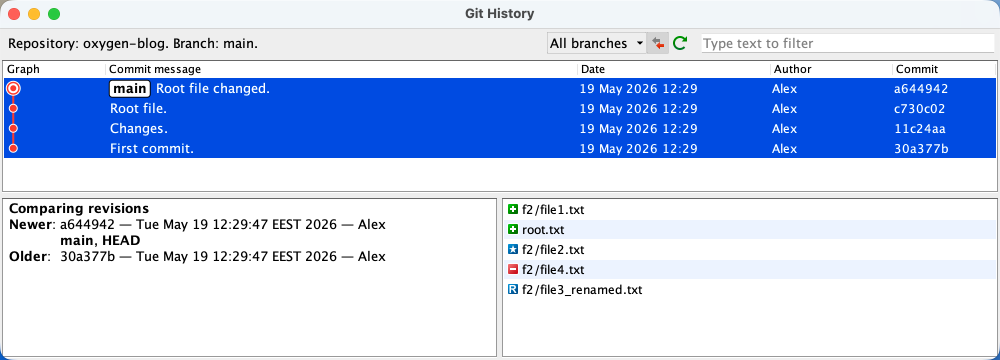 Git History
Repository: oxygen-blog. Branch: main.
All branches
Type text to filter
Graph Commit message Date Author Commit
main Root file changed. 19 May 2026 12:29 Alex a644942
Root file. 19 May 2026 12:29 Alex c730c02
Changes. 19 May 2026 12:29 Alex 11c24aa
First commit. 19 May 2026 12:29 Alex 30a377b
Comparing revisions
Newer: a644942 — Tue May 19 12:29:47 EEST 2026 — Alex
main, HEAD
Older: 30a377b — Tue May 19 12:29:47 EEST 2026 — Alex
f2/file1.txt
root.txt
f2/file2.txt
f2/file4.txt
R f2/file3_renamed.txt